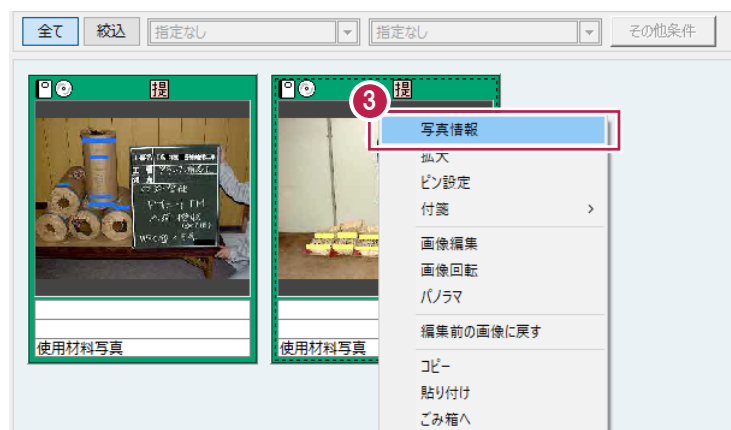 全て 絞込 指定なし 指定なし その他条件
提 提
3
写真情報
拡大
ピン設定
付箋
画像編集
画像回転
パノラマ
編集前の画像に戻す
使用材料写真 使用材料写真
コピー
貼り付け
ごみ箱へ